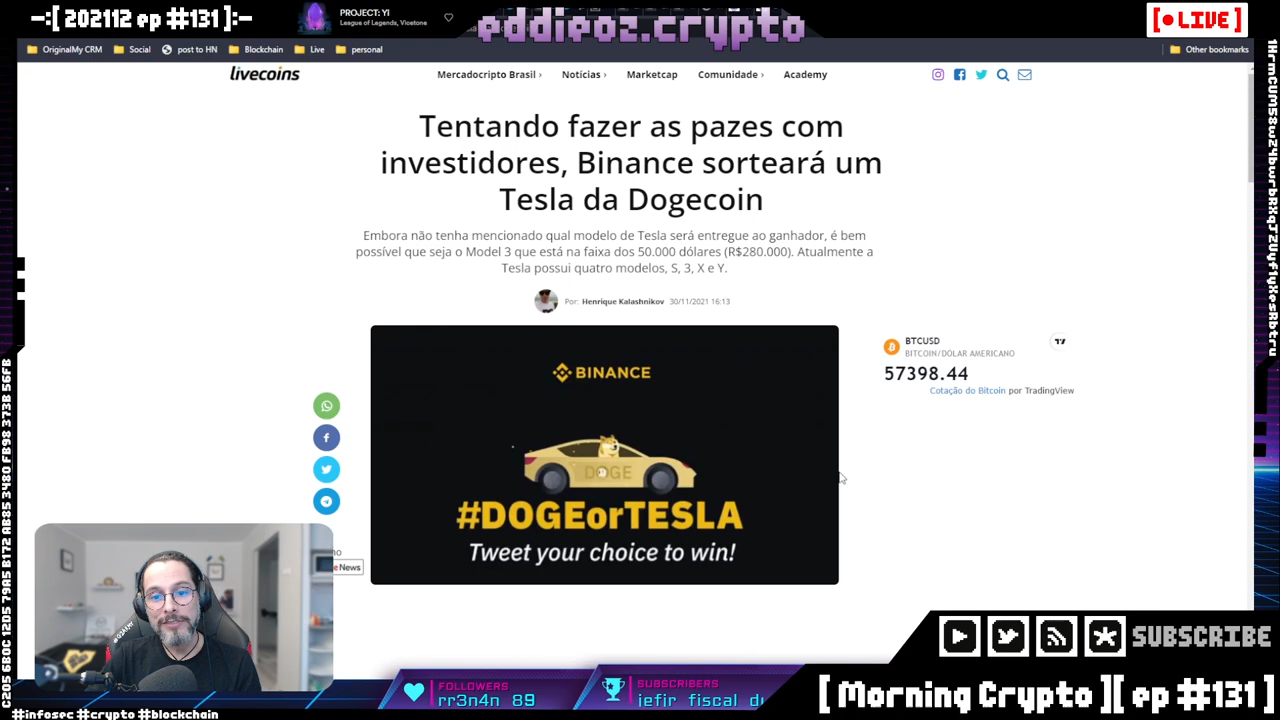 -:[ 202112 ep #131 ]:-
PROJECT: YI
League of Legends, Vicetone
eddieoz.crypto
[ LIVE ]
OriginalMy CRM
Social
post to HN
Blockchain
Live
personal
Other bookmarks
livecoins
Mercadocripto Brasil
Notícias
Marketcap
Comunidade
Academy
Tentando fazer as pazes com
investidores, Binance sorteará um
Tesla da Dogecoin
Embora não tenha mencionado qual modelo de Tesla será entregue ao ganhador, é bem
possível que seja o Model 3 que está na faixa dos 50.000 dólares (R$280.000). Atualmente a
Tesla possui quatro modelos, S, 3, X e Y.
Por: Henrique Kalashnikov 30/11/2021 16:13
BINANCE
DOGE
#DOGEorTESLA
Tweet your choice to win!
BTCUSD
BITCOIN/DÓLAR AMERICANO
57398.44
Cotação do Bitcoin por TradingView
News
SUBSCRIBE
FOLLOWERS
rr3n4n 89
SUBSCRIBERS
[ Morning Crypto ][ ep #131 ]
#infosec #crypto #blockchain